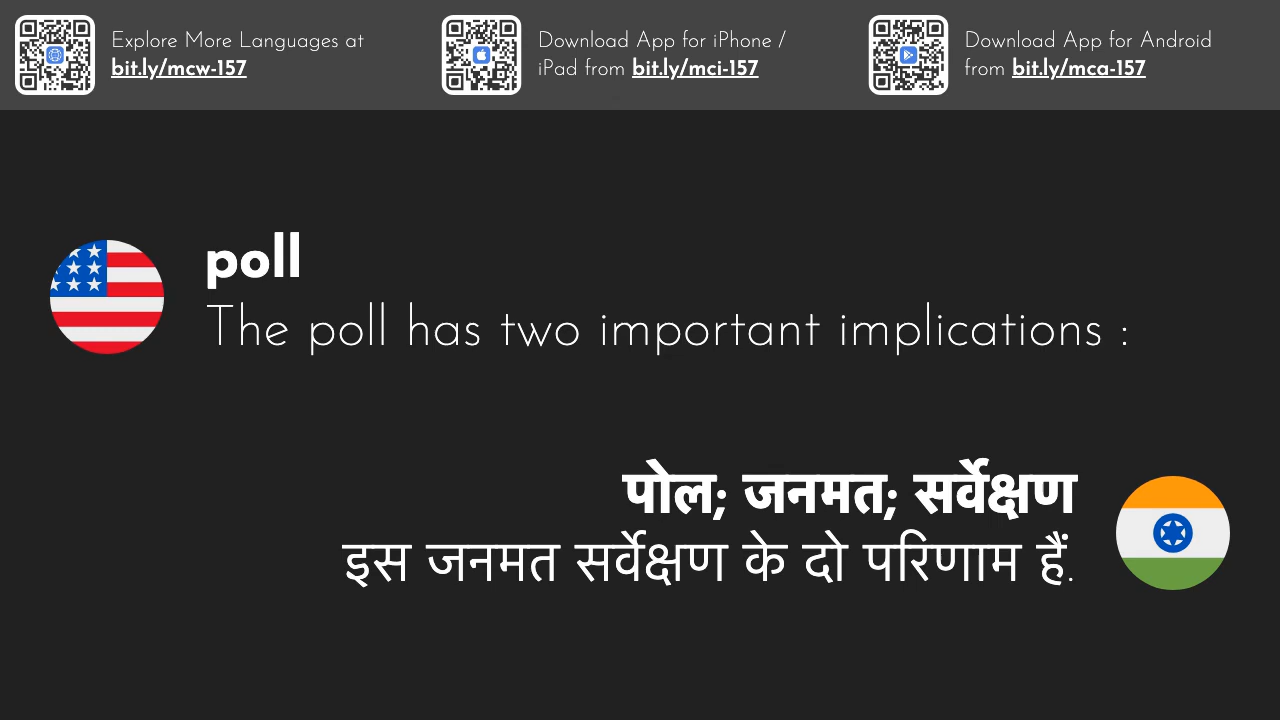 Explore More Languages at
bit.ly/mcw-157
Download App for iPhone /
iPad from bit.ly/mci-157
Download App for Android
from bit.ly/mca-157
poll
The poll has two important implications :
पोल; जनमत; सर्वेक्षण
इस जनमत सर्वेक्षण के दो परिणाम हैं.